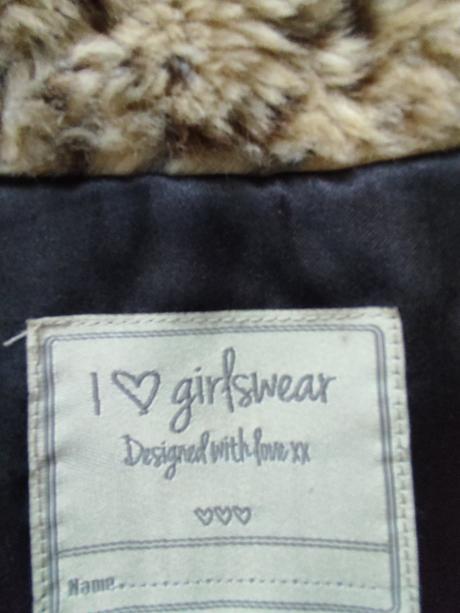 I ♡ girlswear
Designed with love xx
♡♡♡
Name....................